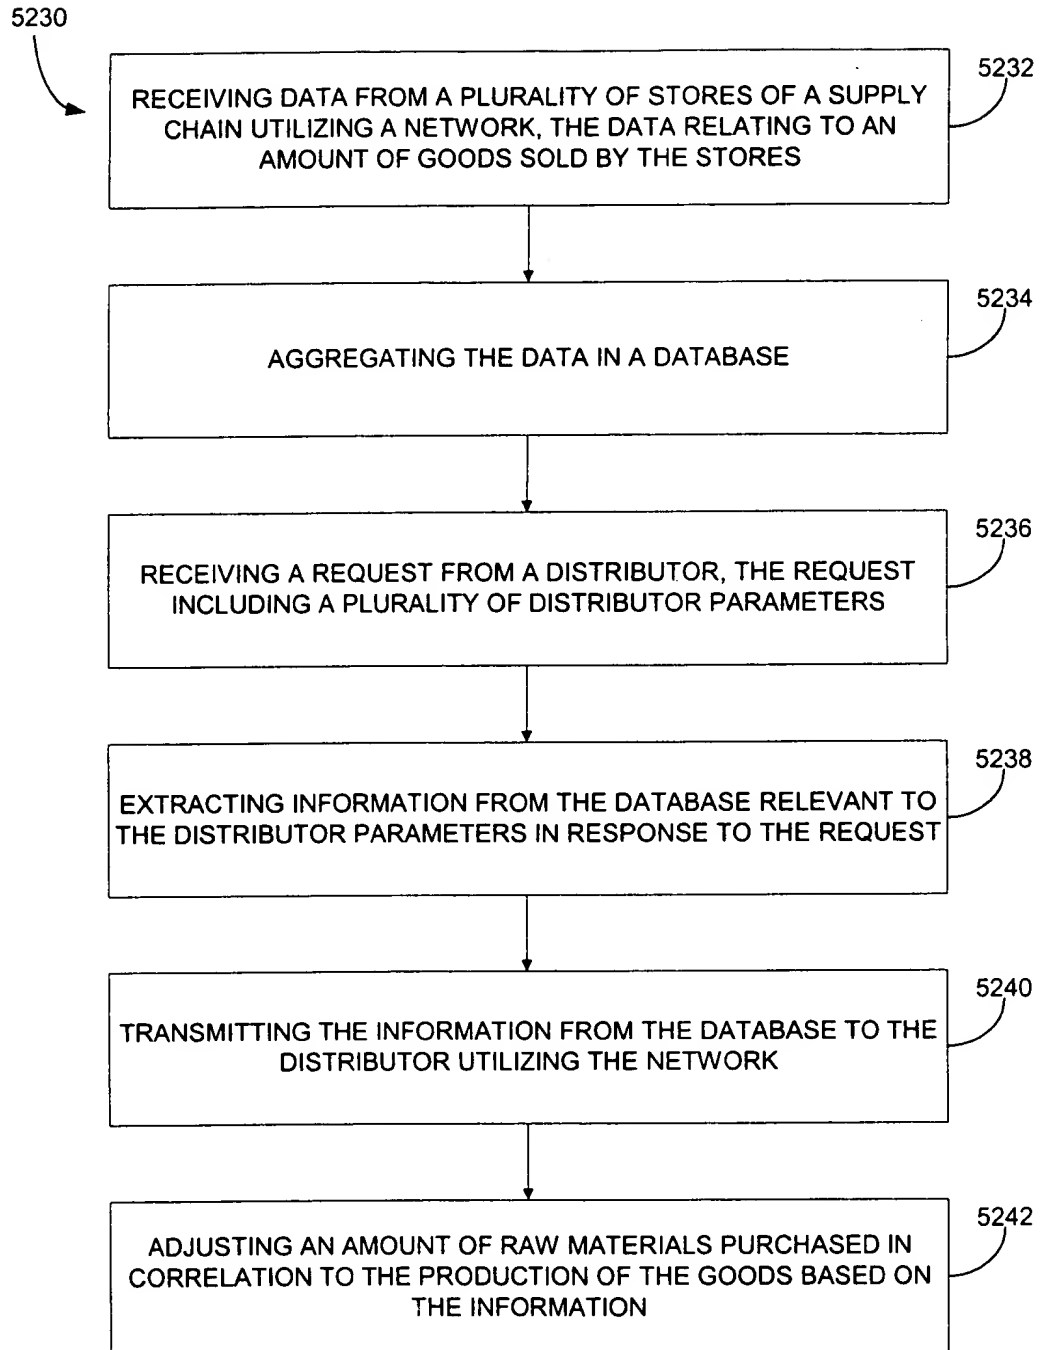 5230
5232
RECEIVING DATA FROM A PLURALITY OF STORES OF A SUPPLY
CHAIN UTILIZING A NETWORK, THE DATA RELATING TO AN
AMOUNT OF GOODS SOLD BY THE STORES
5234
AGGREGATING THE DATA IN A DATABASE
5236
RECEIVING A REQUEST FROM A DISTRIBUTOR, THE REQUEST
INCLUDING A PLURALITY OF DISTRIBUTOR PARAMETERS
5238
EXTRACTING INFORMATION FROM THE DATABASE RELEVANT TO
THE DISTRIBUTOR PARAMETERS IN RESPONSE TO THE REQUEST
5240
TRANSMITTING THE INFORMATION FROM THE DATABASE TO THE
DISTRIBUTOR UTILIZING THE NETWORK
5242
ADJUSTING AN AMOUNT OF RAW MATERIALS PURCHASED IN
CORRELATION TO THE PRODUCTION OF THE GOODS BASED ON
THE INFORMATION